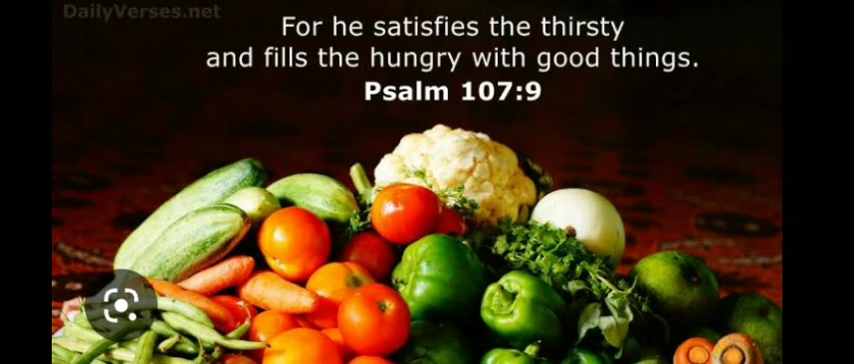 DailyVerses.net
For he satisfies the thirsty
and fills the hungry with good things.
Psalm 107:9